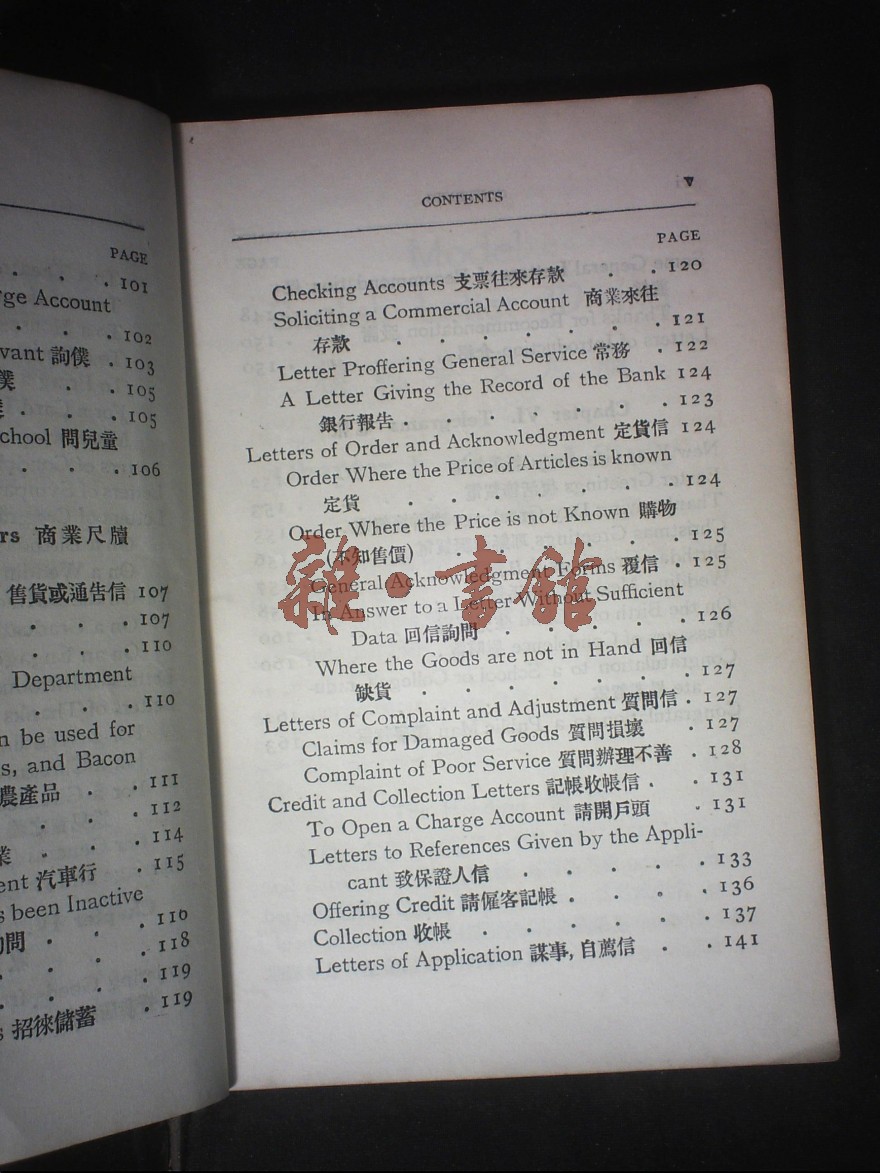 PAGE
. . . . 101
rge Account
. . . . 102
vant 詢僕 . 103
. . 105
. . 105
chool 問兒童
. . . . 106
rs 商業尺牘
售貨或通告信 107
. . . . 107
. . . . 110
Department
. . . . 110
n be used for
s, and Bacon
農產品 . . 111
. . . . 112
業 . . . 114
ent 汽車行 . 115
s been Inactive
問 . . . 116
. . . . 118
. . . . 119
. . . . 119
s 招徠儲蓄
CONTENTS
v
PAGE
Checking Accounts 支票往來存款 . . . 120
Soliciting a Commercial Account 商業來往
存款 . . . . . . . 121
Letter Proffering General Service 常務 . . 122
A Letter Giving the Record of the Bank 124
銀行報告 . . . . . . . 123
Letters of Order and Acknowledgment 定貨信 124
Order Where the Price of Articles is known
定貨 . . . . . . . . 124
Order Where the Price is not Known 購物
(不知售價) . . . . . . 125
General Acknowledgment Forms 覆信 . 125
In Answer to a Letter Without Sufficient
Data 回信詢問 . . . . . . 126
Where the Goods are not in Hand 回信
缺貨 . . . . . . . . 127
Letters of Complaint and Adjustment 質問信 . 127
Claims for Damaged Goods 質問損壞 . . 127
Complaint of Poor Service 質問辦理不善 . 128
Credit and Collection Letters 記帳收帳信 . . 131
To Open a Charge Account 請開戶頭 . 131
Letters to References Given by the Appli-
cant 致保證人信 . . . . . 133
Offering Credit 請僱客記帳 . . . . 136
Collection 收帳 . . . . . . 137
Letters of Application 謀事, 自薦信 . . 141
雜·書館